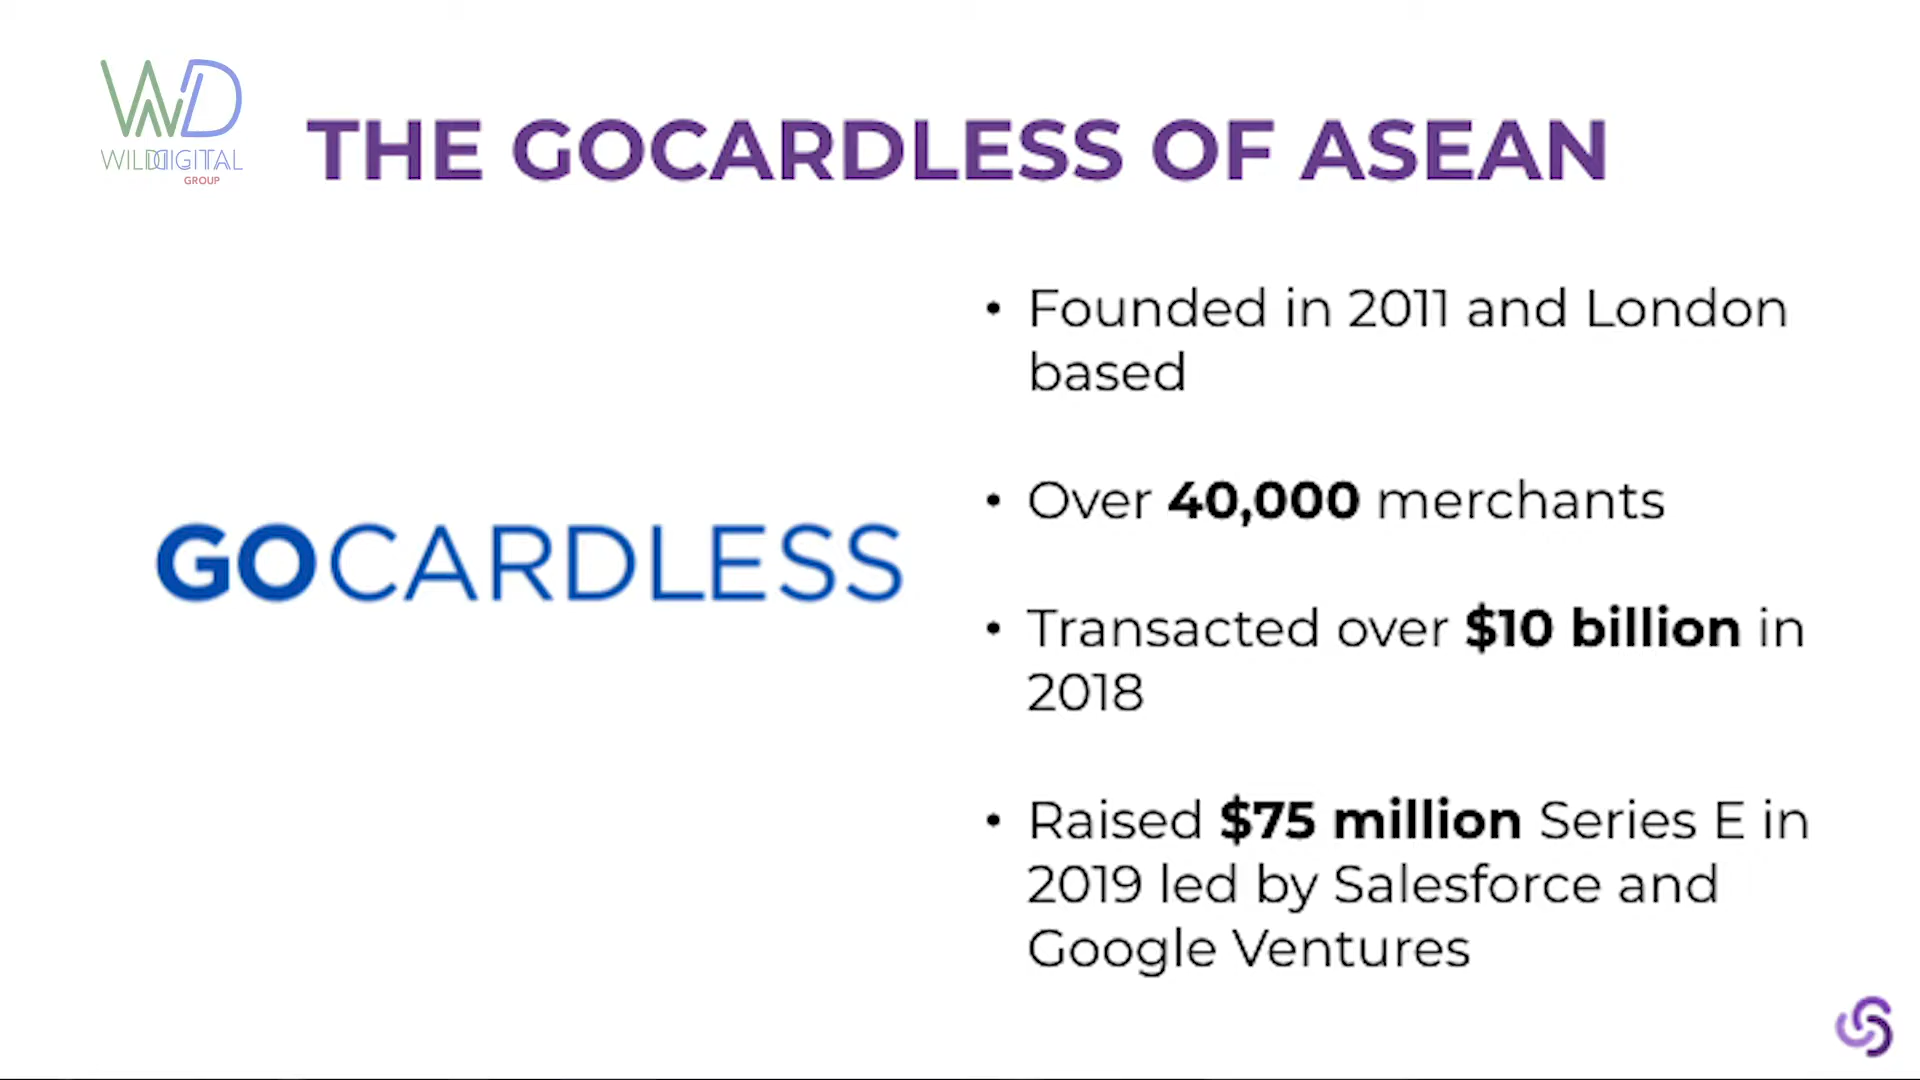 WD
WILDDIGITAL
GROUP
THE GOCARDLESS OF ASEAN
• Founded in 2011 and London
based
• Over 40,000 merchants
GOCARDLESS
• Transacted over $10 billion in
2018
• Raised $75 million Series E in
2019 led by Salesforce and
Google Ventures